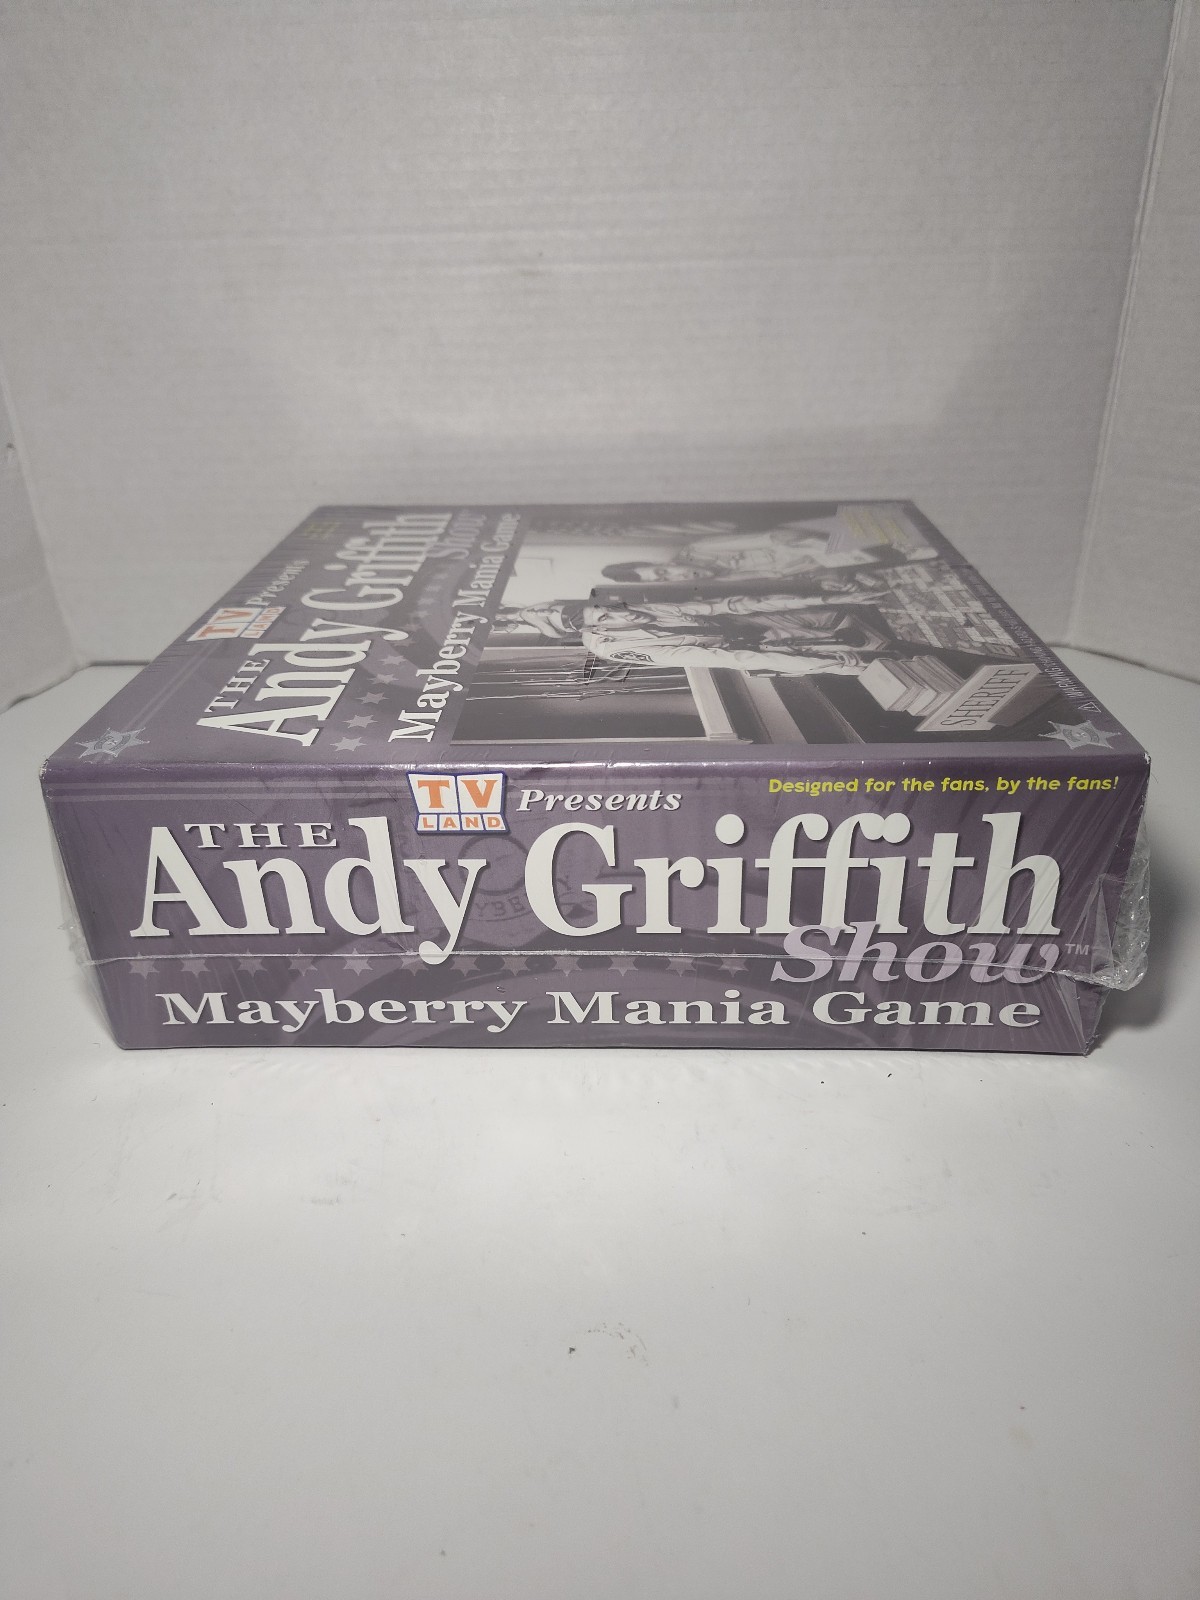 TV LAND Presents
THE
Andy Griffith
Show
Mayberry Mania Game
SHERIFF
WARNING
TV LAND Presents
Designed for the fans, by the fans!
THE
Andy Griffith
Show™
Mayberry Mania Game